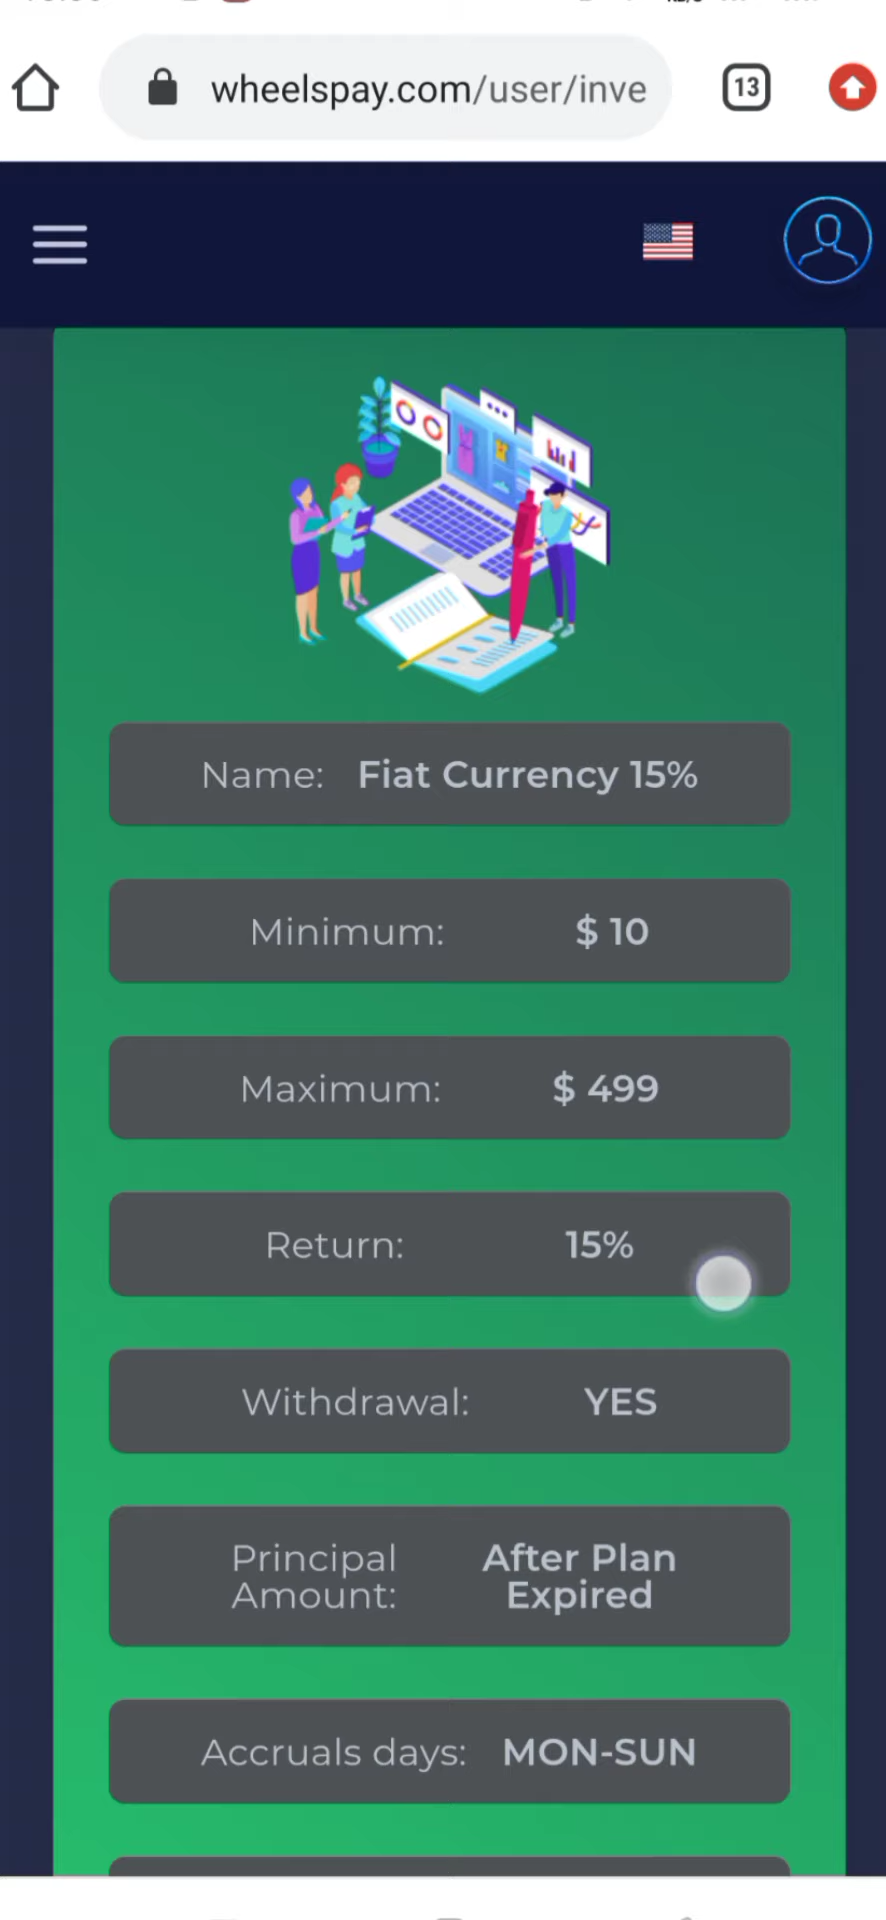 wheelspay.com/user/inve
13
Name: Fiat Currency 15%
Minimum: $ 10
Maximum: $ 499
Return: 15%
Withdrawal: YES
Principal Amount: After Plan Expired
Accruals days: MON-SUN